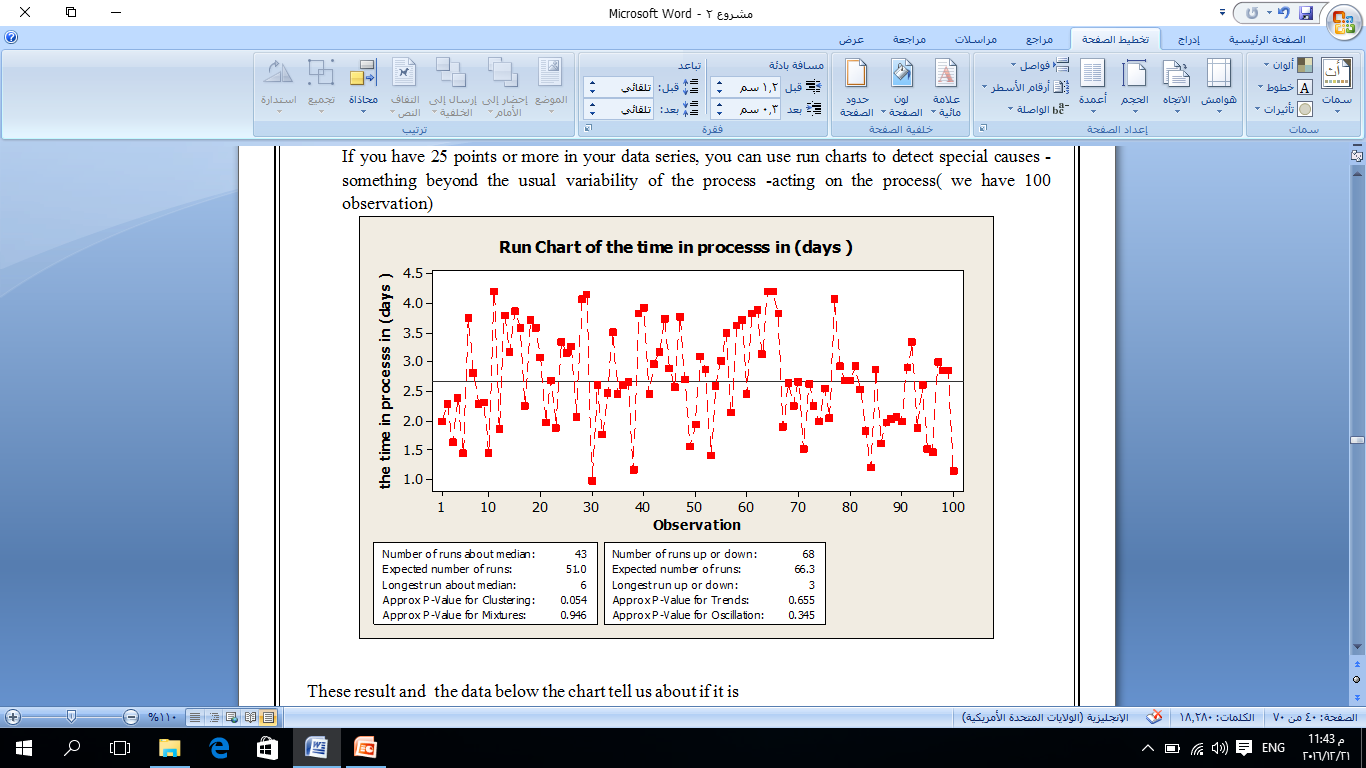 مشروع ٢ - Microsoft Word
الصفحة الرئيسية إدراج تخطيط الصفحة مراجع مراسلات مراجعة عرض
سمات
ألوان
خطوط
تأثيرات
سمات
هوامش
الاتجاه
الحجم
أعمدة
فواصل
أرقام الأسطر
الواصلة
إعداد الصفحة
علامة مائية
لون الصفحة
حدود الصفحة
خلفية الصفحة
مسافة بادئة
قبل ١,٢ سم
بعد ٠,٣ سم
تباعد
قبل: تلقائي
بعد: تلقائي
فقرة
الموضع
إحضار إلى الأمام
إرسال إلى الخلفية
التفاف النص
محاذاة
تجميع
استدارة
ترتيب
If you have 25 points or more in your data series, you can use run charts to detect special causes -
something beyond the usual variability of the process -acting on the process( we have 100
observation)
Run Chart of the time in processs in (days )
the time in processs in (days )
4.5
4.0
3.5
3.0
2.5
2.0
1.5
1.0
1 10 20 30 40 50 60 70 80 90 100
Observation
Number of runs about median: 43
Expected number of runs: 51.0
Longest run about median: 6
Approx P-Value for Clustering: 0.054
Approx P-Value for Mixtures: 0.946
Number of runs up or down: 68
Expected number of runs: 66.3
Longest run up or down: 3
Approx P-Value for Trends: 0.655
Approx P-Value for Oscillation: 0.345
These result and the data below the chart tell us about if it is
الصفحة: ٤٠ من ٧٠ الكلمات: ١٨,٢٨٠ الإنجليزية (الولايات المتحدة الأمريكية)
%١١٠
ENG
11:43 م
٢٠١٦/١٢/٢١